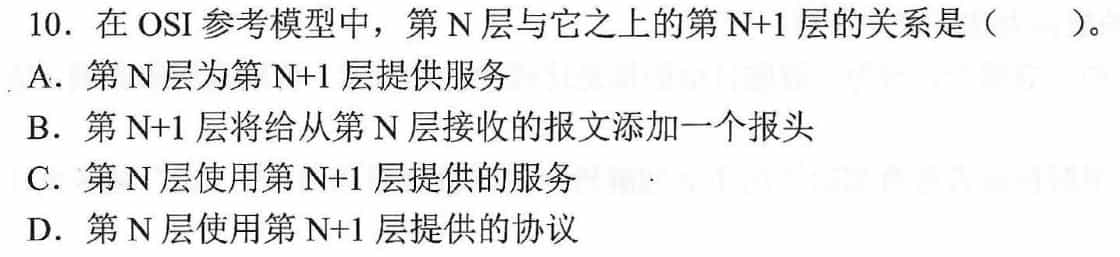 10．在 OSI 参考模型中，第 N 层与它之上的第 N+1 层的关系是（　　）。
A．第 N 层为第 N+1 层提供服务
B．第 N+1 层将给从第 N 层接收的报文添加一个报头
C．第 N 层使用第 N+1 层提供的服务
D．第 N 层使用第 N+1 层提供的协议